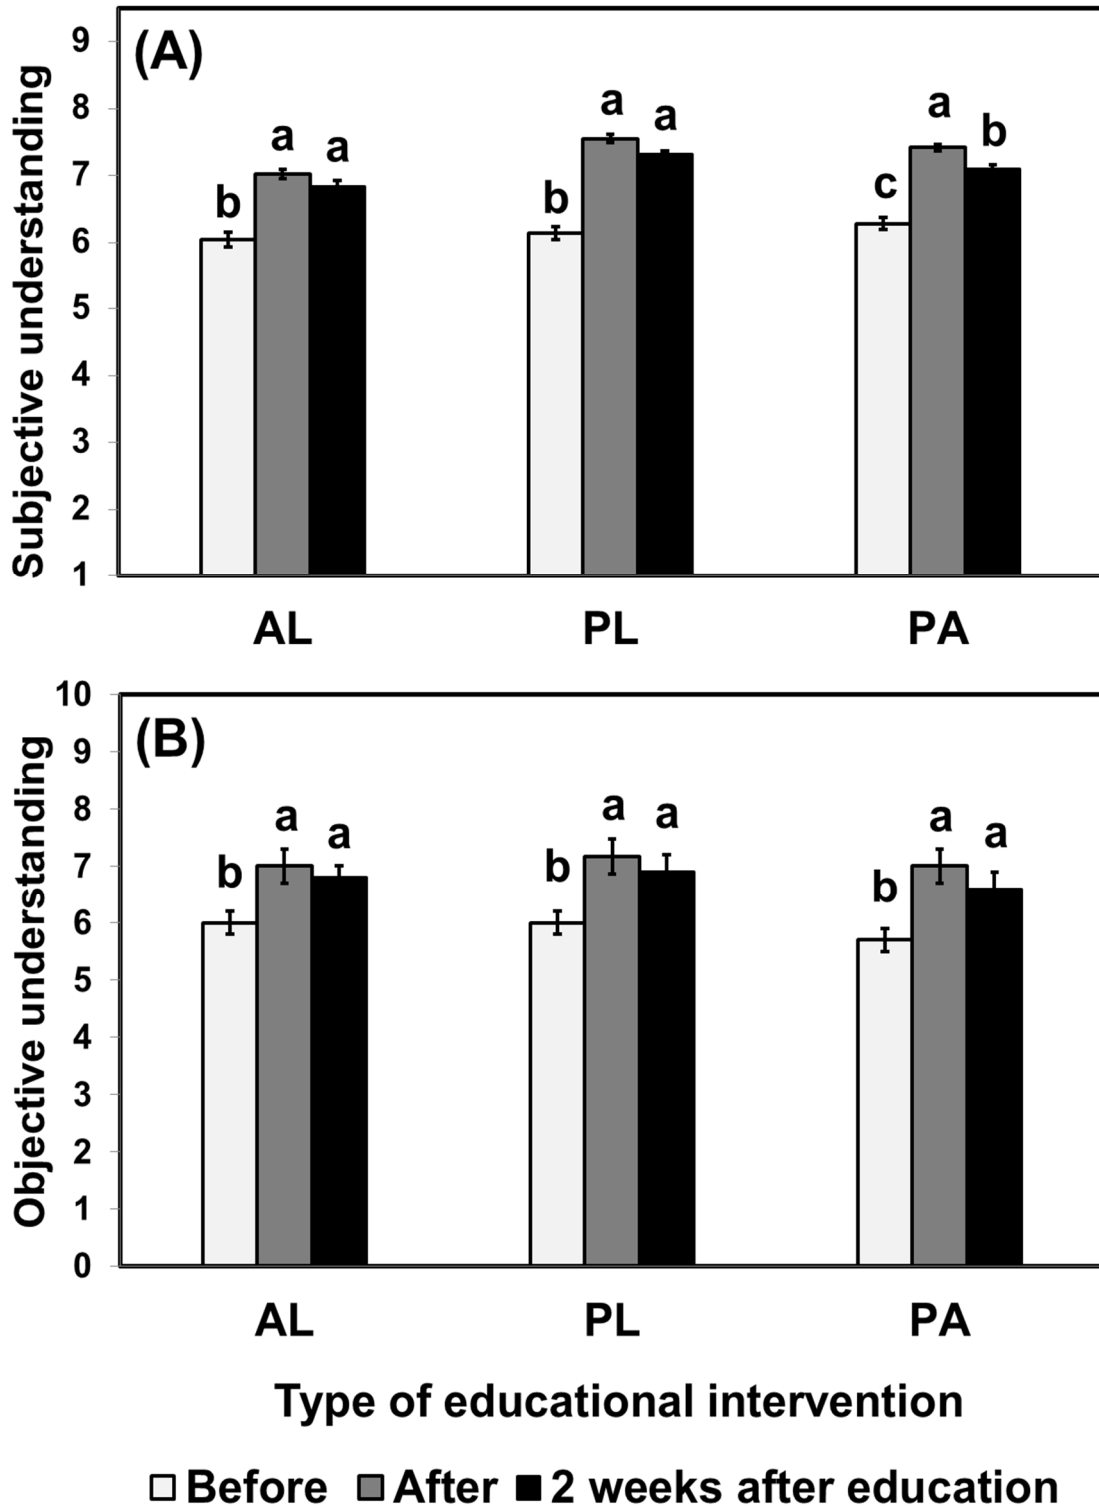 (A)
Subjective understanding
9
8
7
6
5
4
3
2
1
b a a
b a a
c a b
AL PL PA
(B)
Objective understanding
10
9
8
7
6
5
4
3
2
1
0
b a a
b a a
b a a
AL PL PA
Type of educational intervention
Before After 2 weeks after education